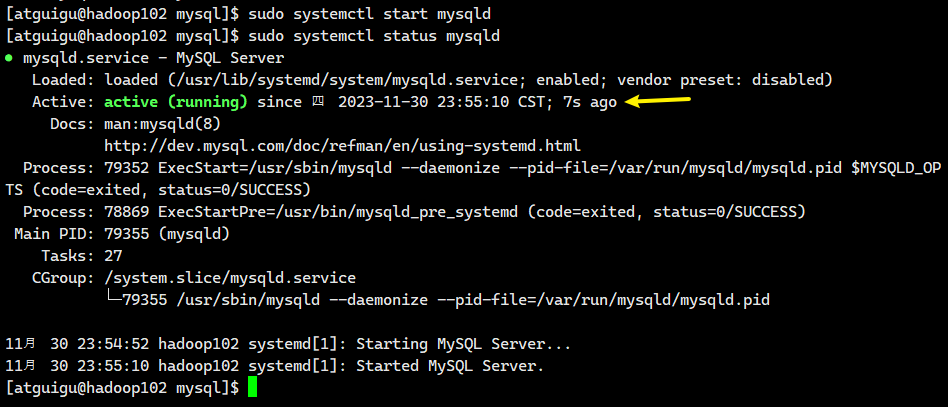 [atguigu@hadoop102 mysql]$ sudo systemctl start mysqld
[atguigu@hadoop102 mysql]$ sudo systemctl status mysqld
● mysqld.service - MySQL Server
   Loaded: loaded (/usr/lib/systemd/system/mysqld.service; enabled; vendor preset: disabled)
   Active: active (running) since 四 2023-11-30 23:55:10 CST; 7s ago
     Docs: man:mysqld(8)
           http://dev.mysql.com/doc/refman/en/using-systemd.html
  Process: 79352 ExecStart=/usr/sbin/mysqld --daemonize --pid-file=/var/run/mysqld/mysqld.pid $MYSQLD_OP
TS (code=exited, status=0/SUCCESS)
  Process: 78869 ExecStartPre=/usr/bin/mysqld_pre_systemd (code=exited, status=0/SUCCESS)
 Main PID: 79355 (mysqld)
    Tasks: 27
   CGroup: /system.slice/mysqld.service
           └─79355 /usr/sbin/mysqld --daemonize --pid-file=/var/run/mysqld/mysqld.pid

11月 30 23:54:52 hadoop102 systemd[1]: Starting MySQL Server...
11月 30 23:55:10 hadoop102 systemd[1]: Started MySQL Server.
[atguigu@hadoop102 mysql]$